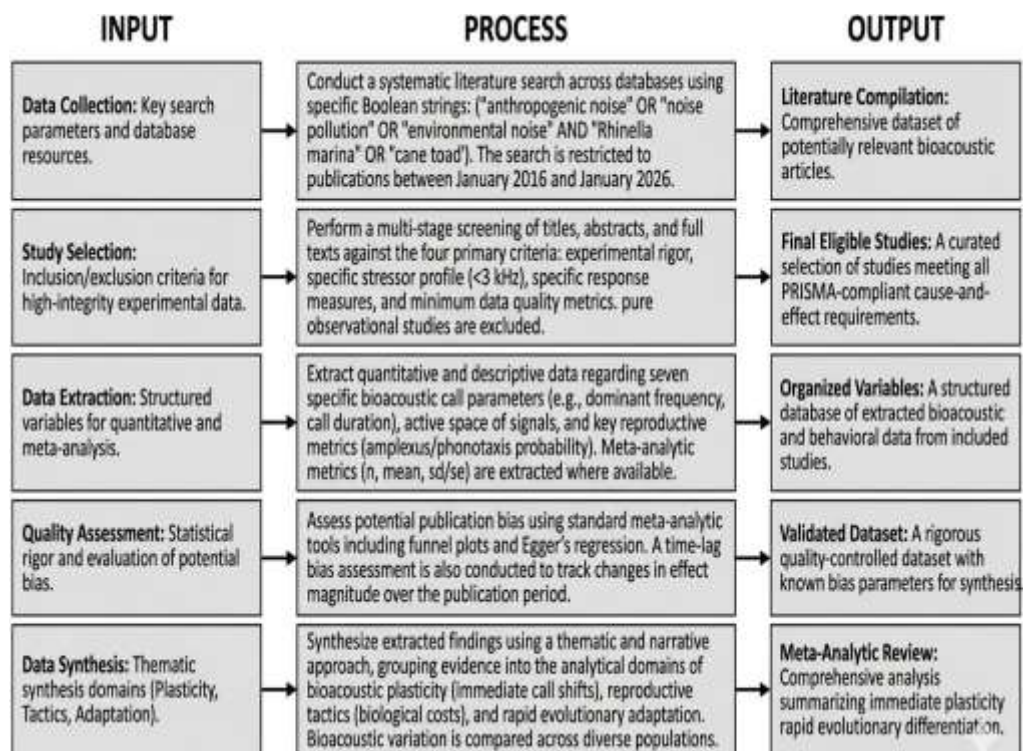 INPUT
PROCESS
OUTPUT
Data Collection: Key search
parameters and database
resources.
Conduct a systematic literature search across databases using
specific Boolean strings: ("anthropogenic noise" OR "noise
pollution" OR "environmental noise" AND "Rhinella
marina" OR "cane toad'). The search is restricted to
publications between January 2016 and January 2026.
Literature Compilation:
Comprehensive dataset of
potentially relevant bioacoustic
articles.
Study Selection:
Inclusion/exclusion criteria for
high-integrity experimental data.
Perform a multi-stage screening of titles, abstracts, and full
texts against the four primary criteria: experimental rigor,
specific stressor profile (<3 kHz), specific response
measures, and minimum data quality metrics. pure
observational studies are excluded.
Final Eligible Studies: A curated
selection of studies meeting all
PRISMA-compliant cause-and-
effect requirements.
Data Extraction: Structured
variables for quantitative and
meta-analysis.
Extract quantitative and descriptive data regarding seven
specific bioacoustic call parameters (e.g., dominant frequency,
call duration), active space of signals, and key reproductive
metrics (amplexus/phonotaxis probability). Meta-analytic
metrics (n, mean, sd/se) are extracted where available.
Organized Variables: A
structured database of extracted bioacoustic
and behavioral data from included
studies.
Quality Assessment: Statistical
rigor and evaluation of potential
bias.
Assess potential publication bias using standard meta-analytic
tools including funnel plots and Egger's regression. A time-lag
bias assessment is also conducted to track changes in effect
magnitude over the publication period.
Validated Dataset: A rigorous
quality-controlled dataset with
known bias parameters for synthesis.
Data Synthesis: Thematic
synthesis domains (Plasticity,
Tactics, Adaptation).
Synthesize extracted findings using a thematic and narrative
approach, grouping evidence into the analytical domains of
bioacoustic plasticity (immediate call shifts), reproductive
tactics (biological costs), and rapid evolutionary adaptation.
Bioacoustic variation is compared across diverse populations.
Meta-Analytic Review:
Comprehensive analysis
summarizing immediate plasticity
rapid evolutionary differentiation.